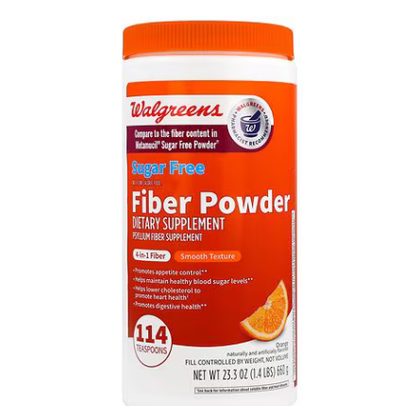 Walgreens
WALGREENS
PHARMACIST RECOMMENDED
W
Compare to the fiber content in
Metamucil® Sugar Free Powder*
Sugar Free
Fiber Powder
DIETARY SUPPLEMENT
PSYLLIUM FIBER SUPPLEMENT
4-in-1 Fiber
Smooth Texture
•Promotes appetite control**
•Helps maintain healthy blood sugar levels**
•Helps lower cholesterol to
promote heart health†
•Promotes digestive health**
114
TEASPOONS
Orange
naturally and artificially flavored
FILL CONTROLLED BY WEIGHT, NOT VOLUME
NET WT 23.3 OZ (1.4 LBS) 660 g